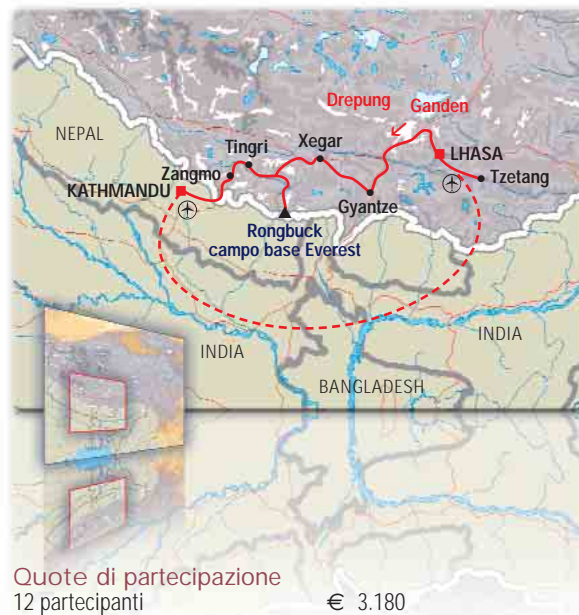 Drepung
Ganden
NEPAL
Tingri
Xegar
LHASA
Zangmo
Tzetang
KATHMANDU
Gyantze
Rongbuck
campo base Everest
INDIA
INDIA
BANGLADESH
Quote di partecipazione
12 partecipanti € 3.180